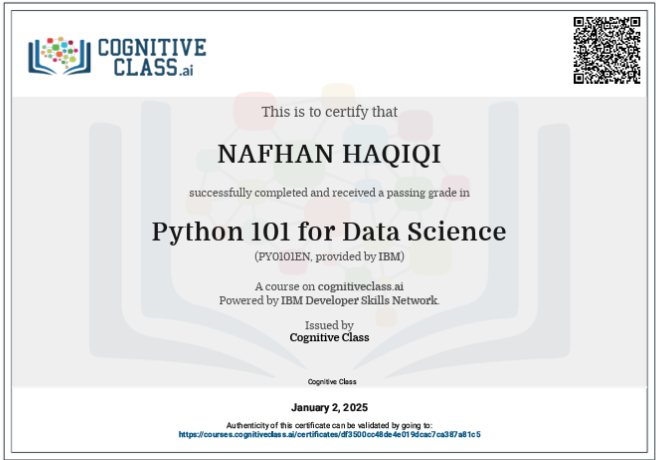 COGNITIVE
CLASS.ai
This is to certify that
NAFHAN HAQIQI
successfully completed and received a passing grade in
Python 101 for Data Science
(PY0101EN, provided by IBM)
A course on cognitiveclass.ai
Powered by IBM Developer Skills Network.
Issued by
Cognitive Class
Cognitive Class
January 2, 2025
Authenticity of this certificate can be validated by going to:
https://courses.cognitiveclass.ai/certificates/df3500cc48de4e019dcac7ca387a81c5